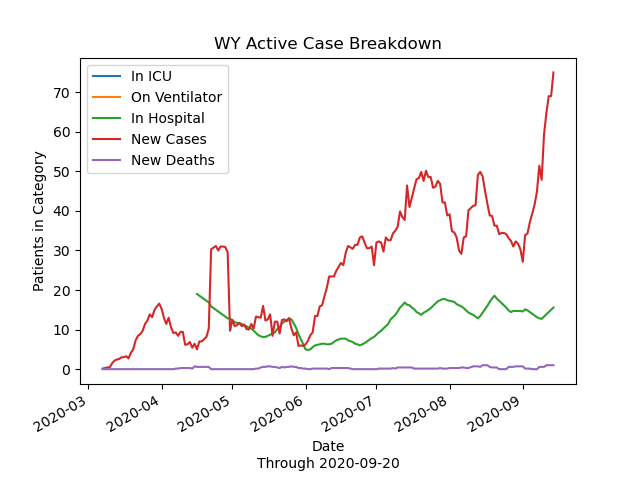 WY Active Case Breakdown
In ICU
On Ventilator
In Hospital
New Cases
New Deaths
Patients in Category
70
60
50
40
30
20
10
0
2020-03
2020-04
2020-05
2020-06
2020-07
2020-08
2020-09
Date
Through 2020-09-20